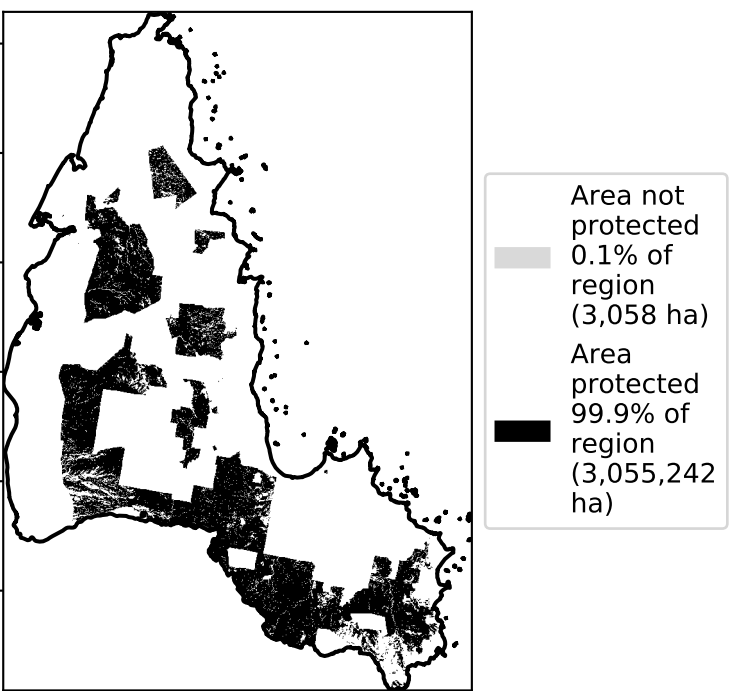 Area not
protected
0.1% of
region
(3,058 ha)
Area
protected
99.9% of
region
(3,055,242
ha)